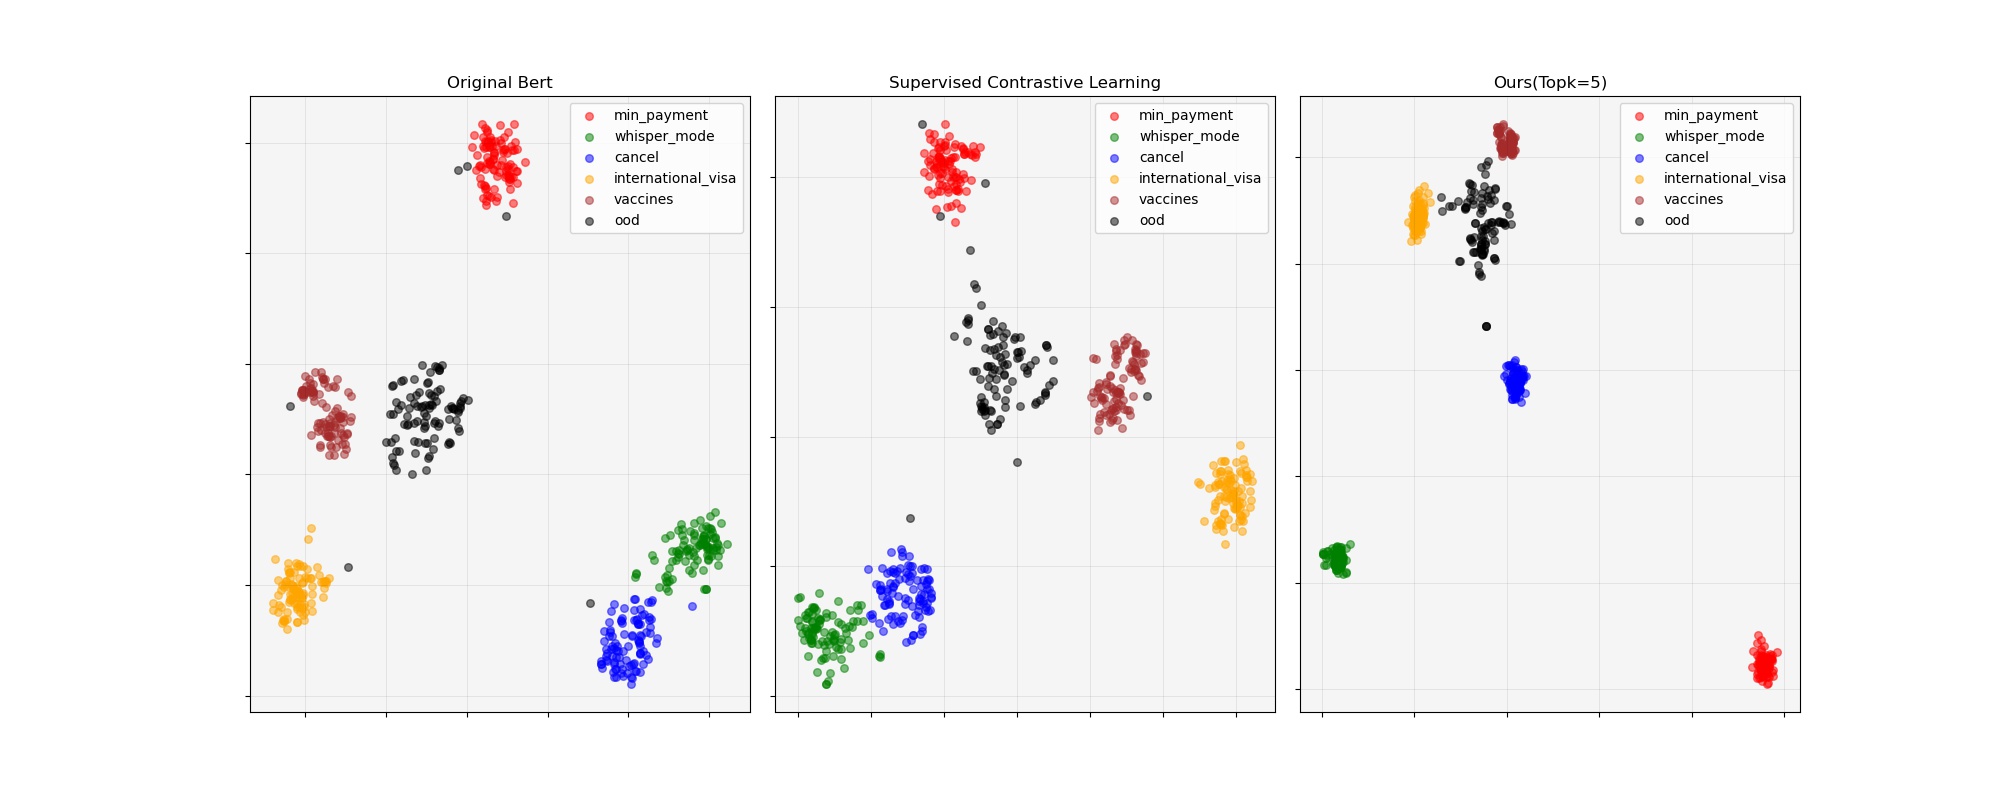 Original Bert
min_payment
whisper_mode
cancel
international_visa
vaccines
ood
Supervised Contrastive Learning
min_payment
whisper_mode
cancel
international_visa
vaccines
ood
Ours(Topk=5)
min_payment
whisper_mode
cancel
international_visa
vaccines
ood